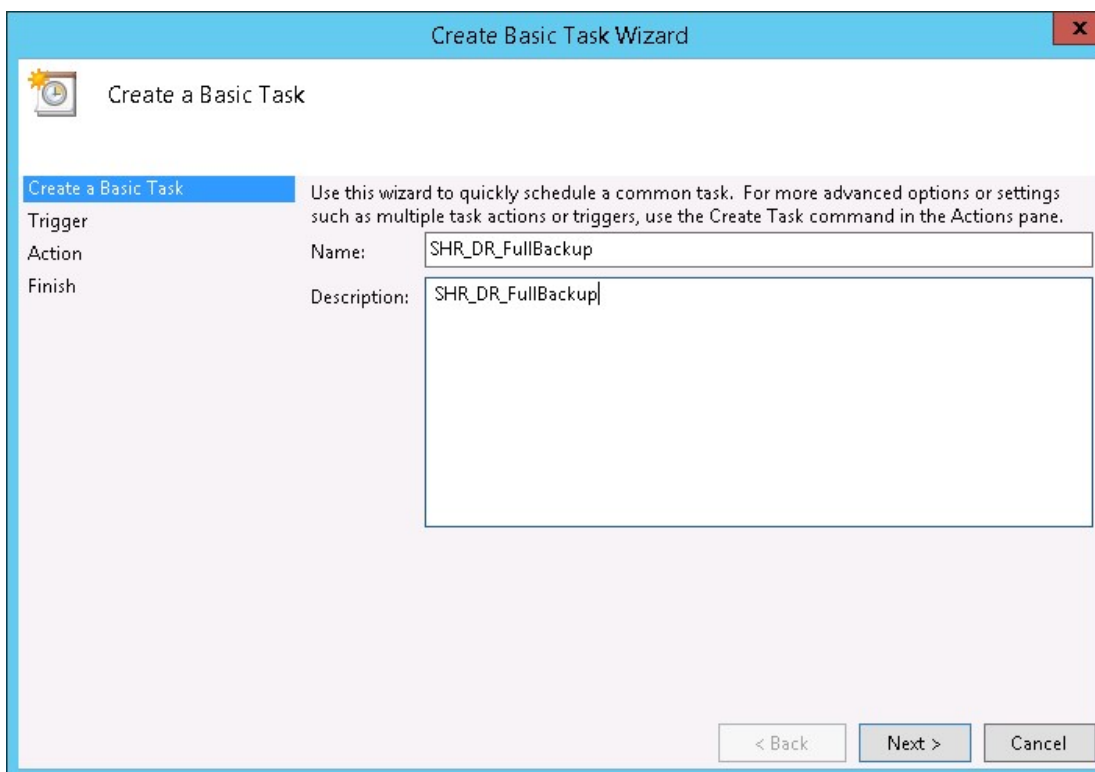 Create Basic Task Wizard
x
Create a Basic Task
Create a Basic Task
Trigger
Action
Finish
Use this wizard to quickly schedule a common task. For more advanced options or settings
such as multiple task actions or triggers, use the Create Task command in the Actions pane.
Name: SHR_DR_FullBackup
Description: SHR_DR_FullBackup
< Back Next > Cancel